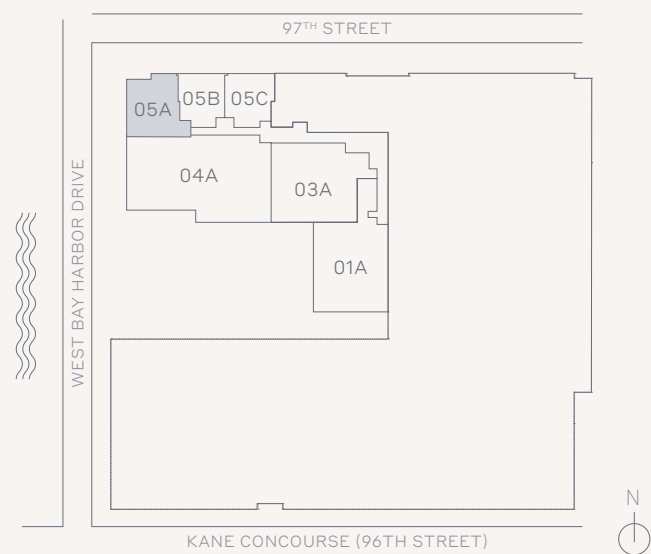 97TH STREET
05A
05B
05C
04A
03A
01A
WEST BAY HARBOR DRIVE
N
KANE CONCOURSE (96TH STREET)